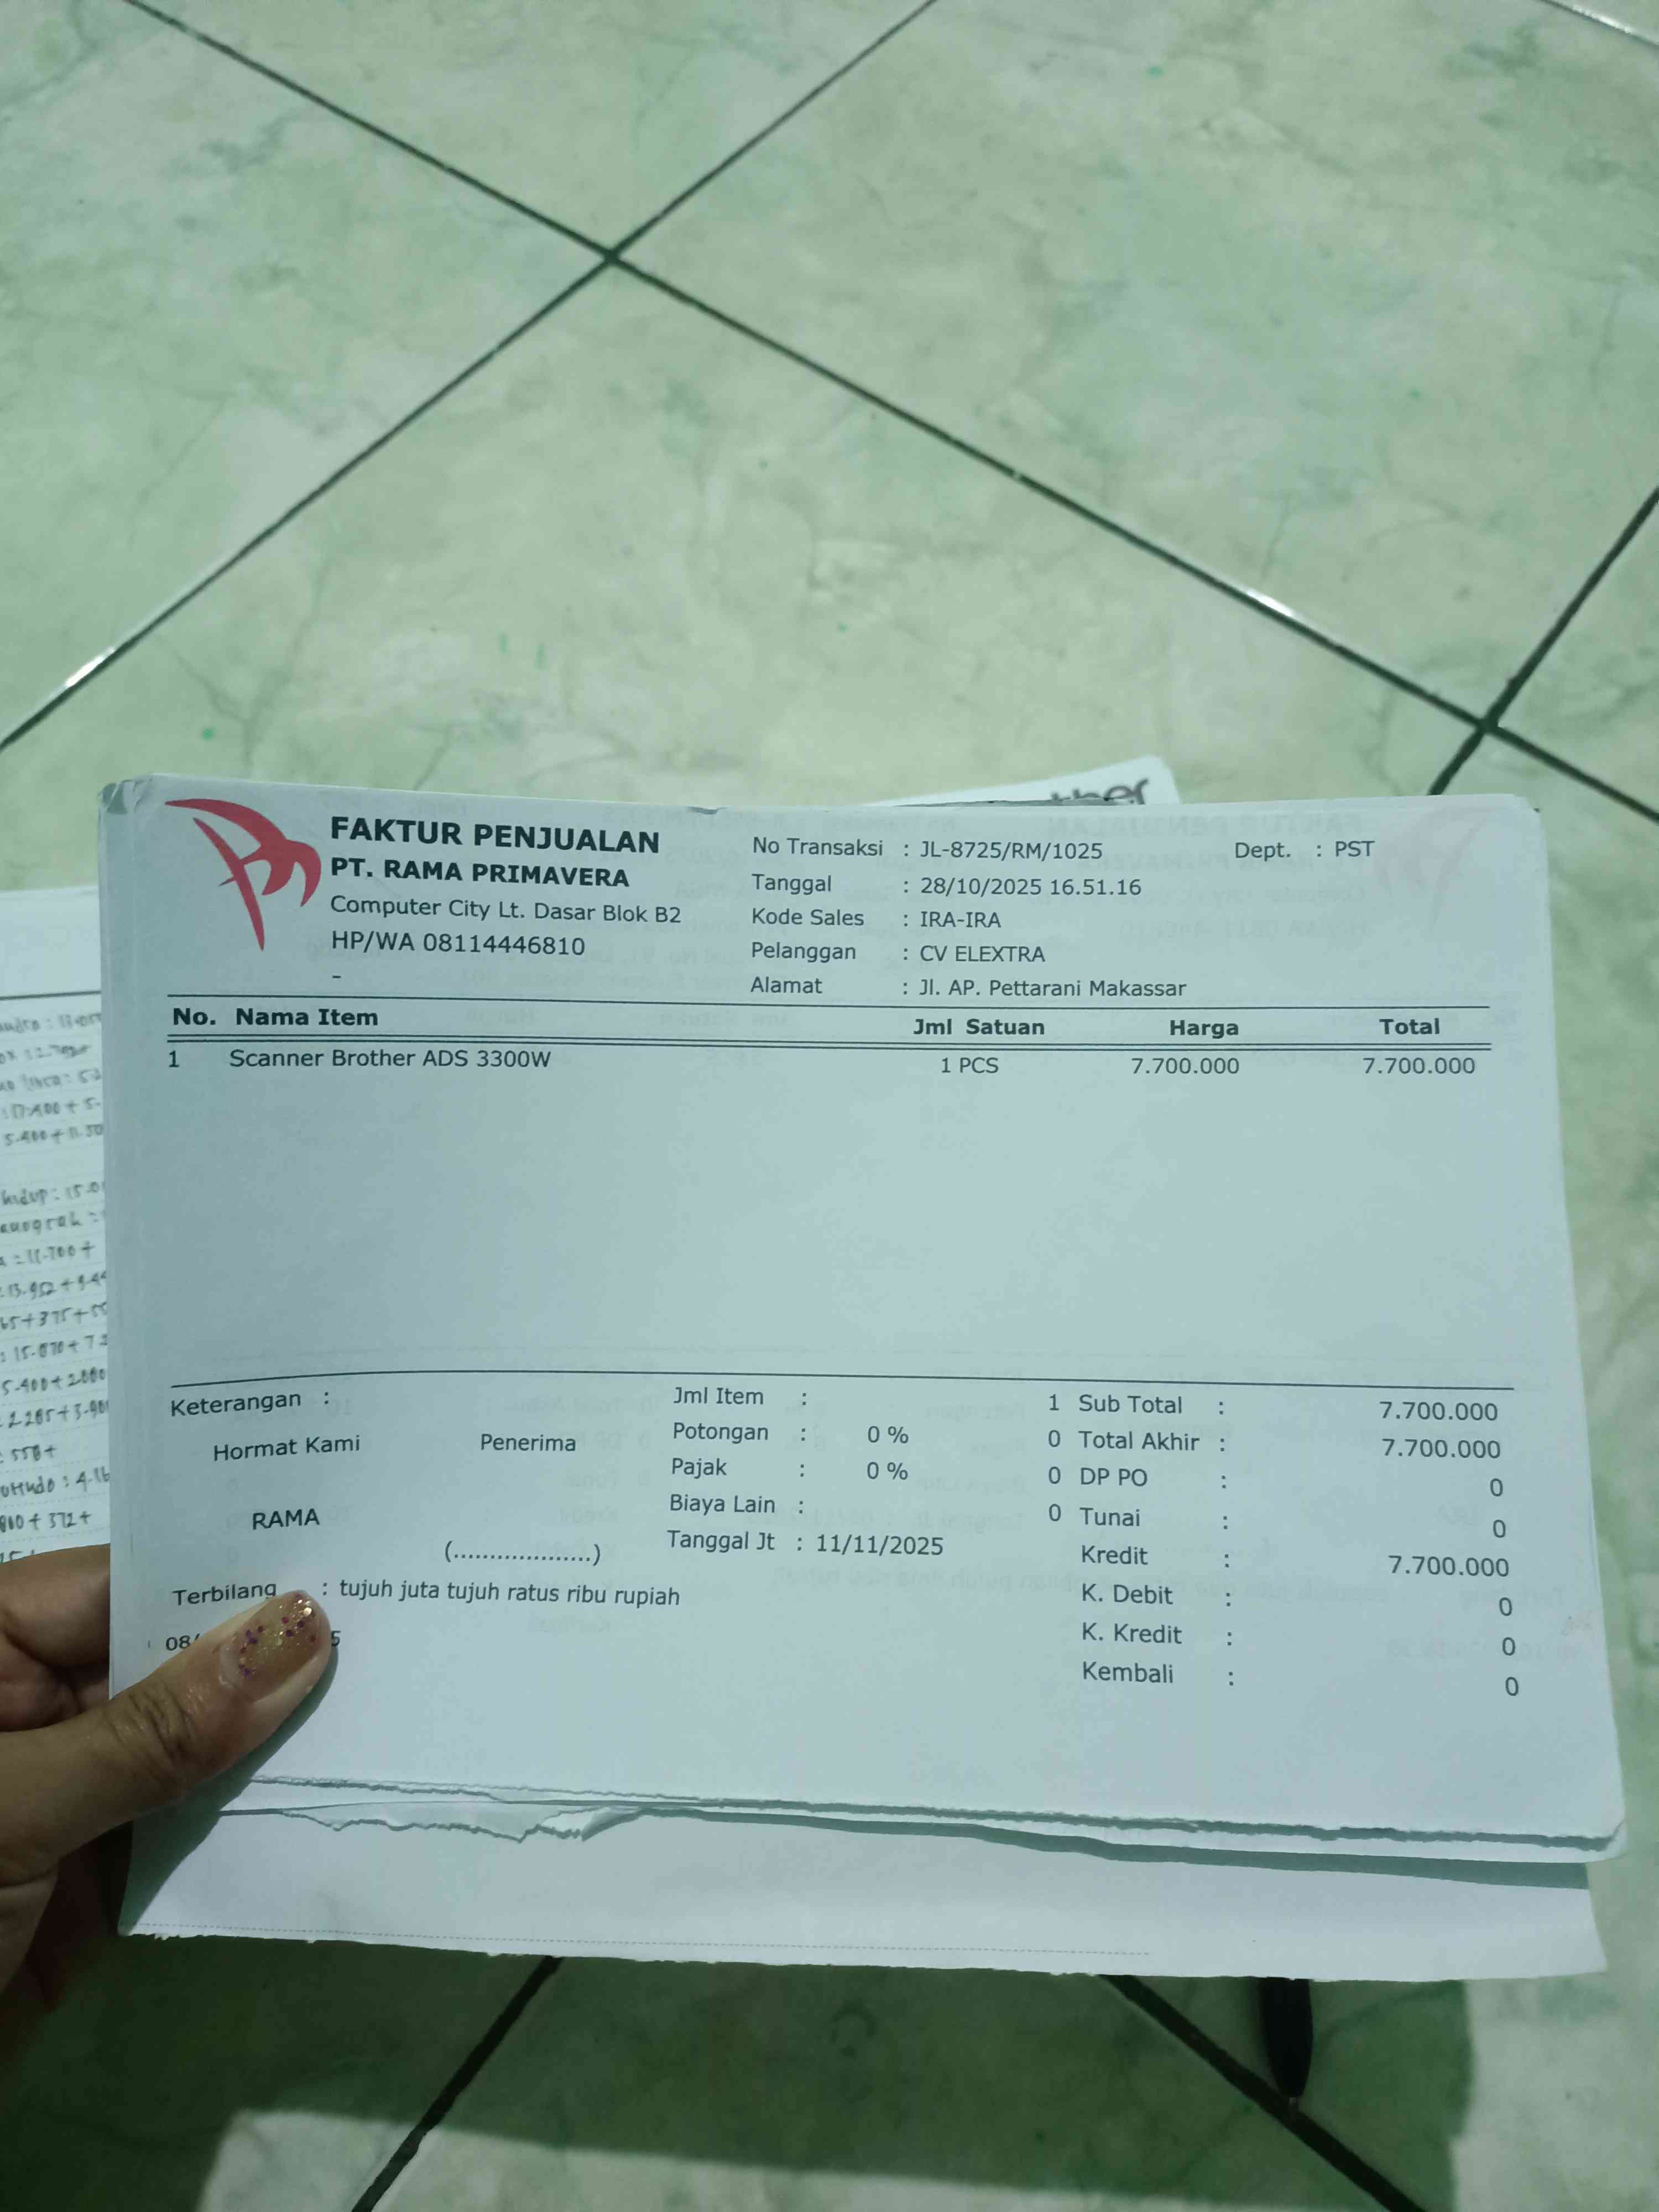 FAKTUR PENJUALAN
PT. RAMA PRIMAVERA
Computer City Lt. Dasar Blok B2
HP/WA 08114446810
-
No Transaksi : JL-8725/RM/1025 Dept. : PST
Tanggal : 28/10/2025 16.51.16
Kode Sales : IRA-IRA
Pelanggan : CV ELEXTRA
Alamat : Jl. AP. Pettarani Makassar
No. Nama Item Jml Satuan Harga Total
1 Scanner Brother ADS 3300W 1 PCS 7.700.000 7.700.000
Keterangan :
Hormat Kami Penerima
RAMA
(...................)
Jml Item : 1
Potongan : 0 % 0
Pajak : 0 % 0
Biaya Lain : 0
Tanggal Jt : 11/11/2025
Sub Total : 7.700.000
Total Akhir : 7.700.000
DP PO : 0
Tunai : 0
Kredit : 7.700.000
K. Debit : 0
K. Kredit : 0
Kembali : 0
Terbilang : tujuh juta tujuh ratus ribu rupiah